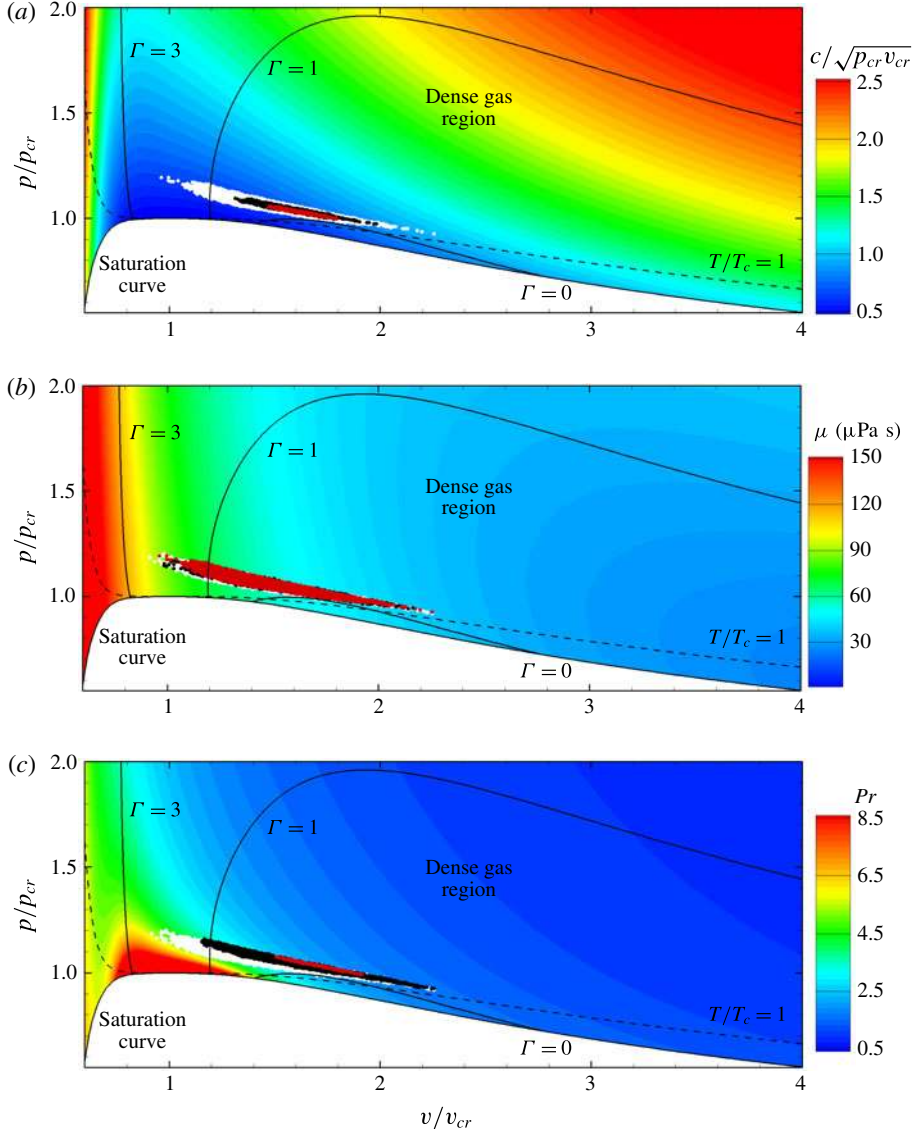 (a)
2.0
1.5
1.0
p/p_cr
Γ = 3
Γ = 1
Dense gas
region
Saturation
curve
T/T_c = 1
Γ = 0
1
2
3
4
c/√p_cr v_cr
2.5
2.0
1.5
1.0
0.5
(b)
2.0
1.5
1.0
p/p_cr
Γ = 3
Γ = 1
Dense gas
region
Saturation
curve
T/T_c = 1
Γ = 0
1
2
3
4
μ (μPa s)
150
120
90
60
30
(c)
2.0
1.5
1.0
p/p_cr
Γ = 3
Γ = 1
Dense gas
region
Saturation
curve
T/T_c = 1
Γ = 0
1
2
3
4
Pr
8.5
6.5
4.5
2.5
0.5
v/v_cr